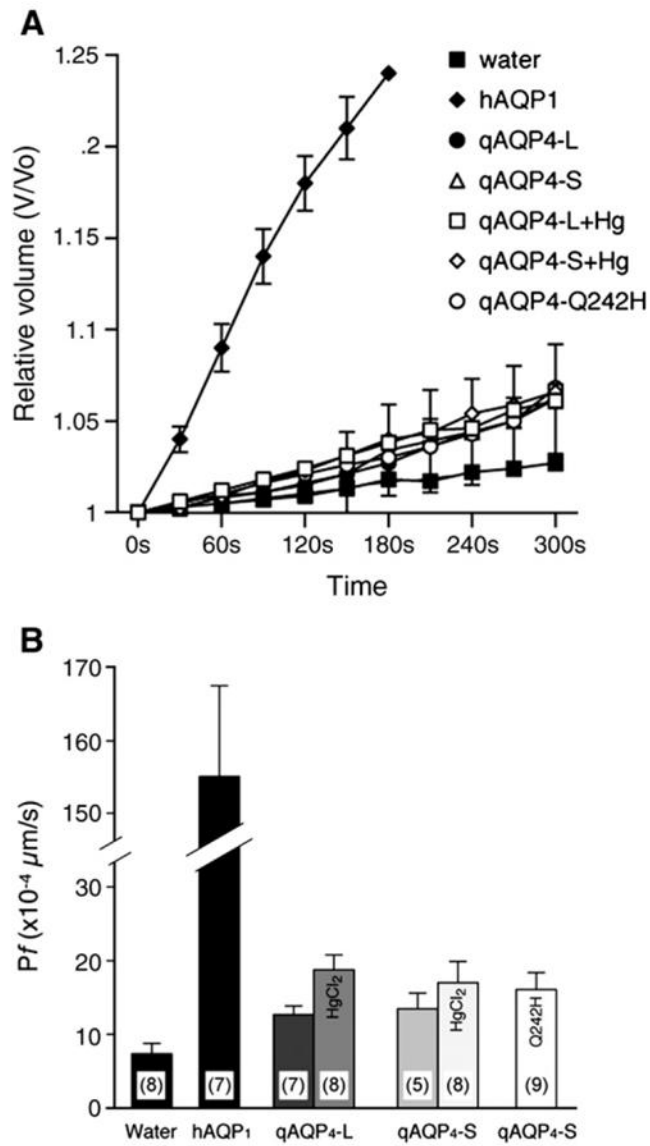 A
1.25
.2
1.15
1.1
1.05
1
Relative volume (V/Vo)
water
hAQP1
qAQP4-L
qAQP4-S
qAQP4-L+Hg
qAQP4-S+Hg
qAQP4-Q242H
0s 60s 120s 180s 240s 300s
Time
B
170
160
150
30
20
10
0
Pf (x10⁻⁴ µm/s)
HgCl₂ HgCl₂ Q242H
(8) (7) (7) (8) (5) (8) (9)
Water hAQP₁ qAQP₄-L qAQP₄-S qAQP₄-S